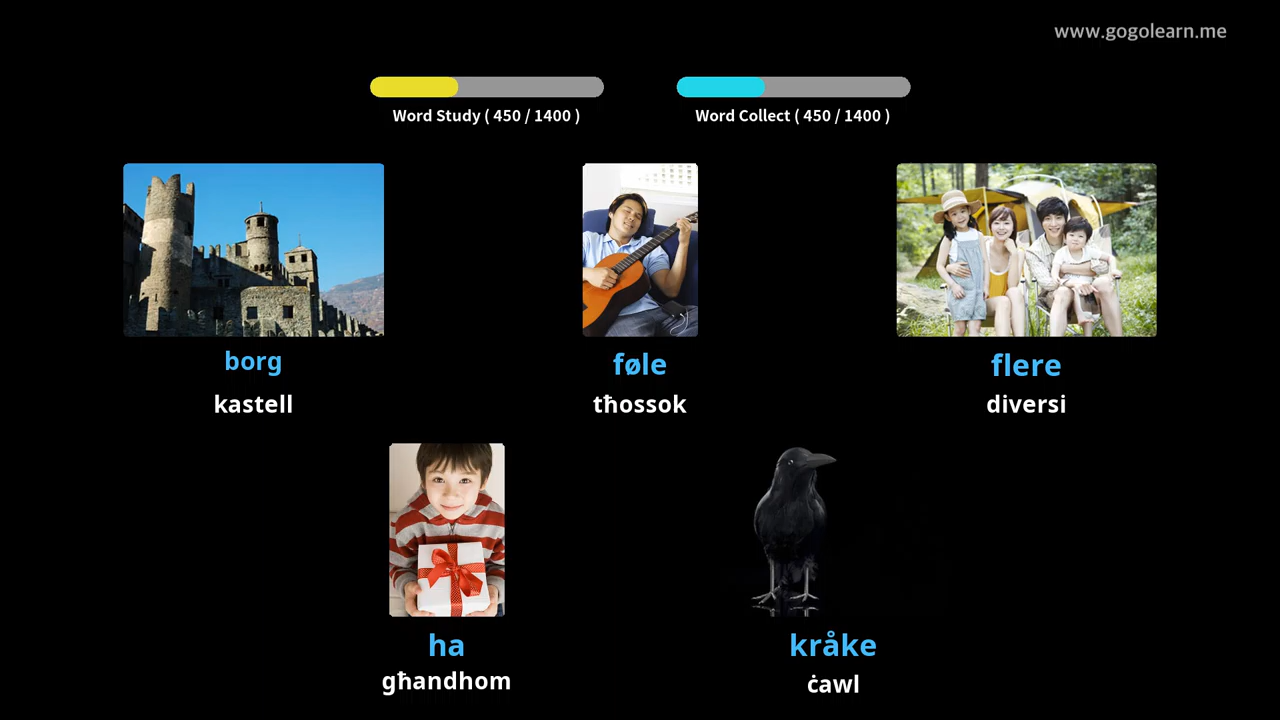 www.gogolearn.me
Word Study ( 450 / 1400 )
Word Collect ( 450 / 1400 )
borg
kastell
føle
tħossok
flere
diversi
ha
għandhom
kråke
ċawl